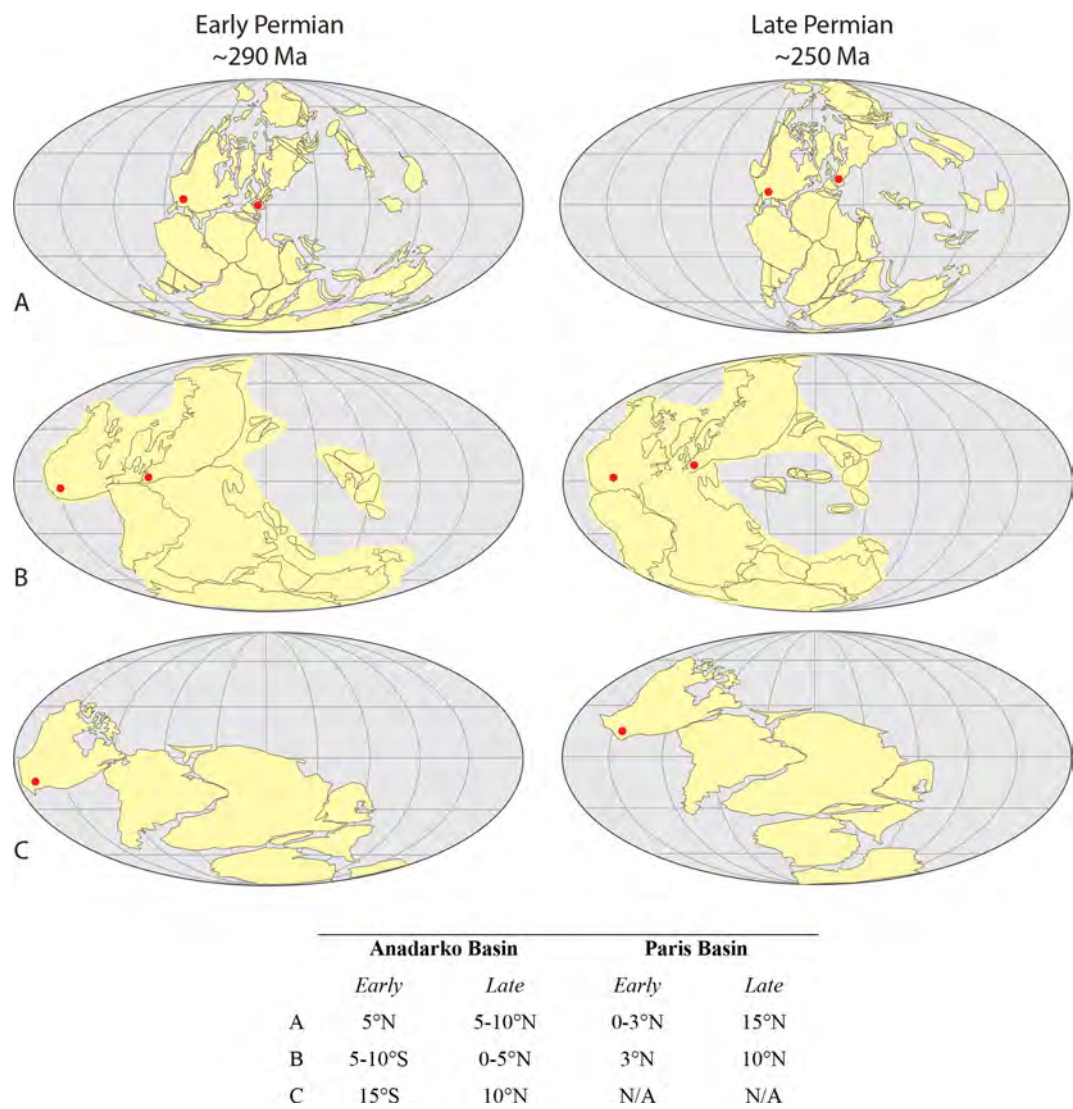 Early Permian
~290 Ma
Late Permian
~250 Ma
A
B
C
Anadarko Basin Paris Basin
Early Late Early Late
A 5°N 5-10°N 0-3°N 15°N
B 5-10°S 0-5°N 3°N 10°N
C 15°S 10°N N/A N/A